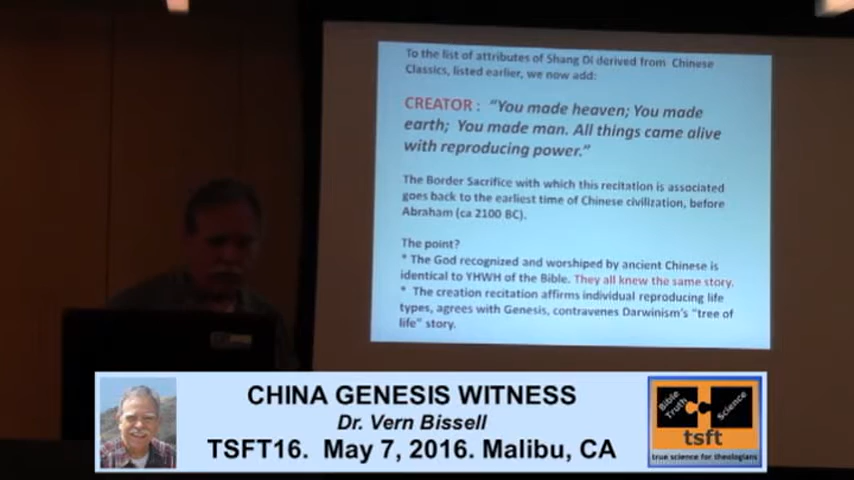 To the list of attributes of Shang Di derived from Chinese
Classics, listed earlier, we now add:
CREATOR : "You made heaven; You made
earth; You made man. All things came alive
with reproducing power."
The Border Sacrifice with which this recitation is associated
goes back to the earliest time of Chinese civilization, before
Abraham (ca 2100 BC).
The point?
* The God recognized and worshiped by ancient Chinese is
identical to YHWH of the Bible. They all knew the same story.
* The creation recitation affirms individual reproducing life
types, agrees with Genesis, contravenes Darwinism's "tree of
life" story.
CHINA GENESIS WITNESS
Dr. Vern Bissell
TSFT16. May 7, 2016. Malibu, CA
Bible
Truth
Science
tsft
true science for theologians